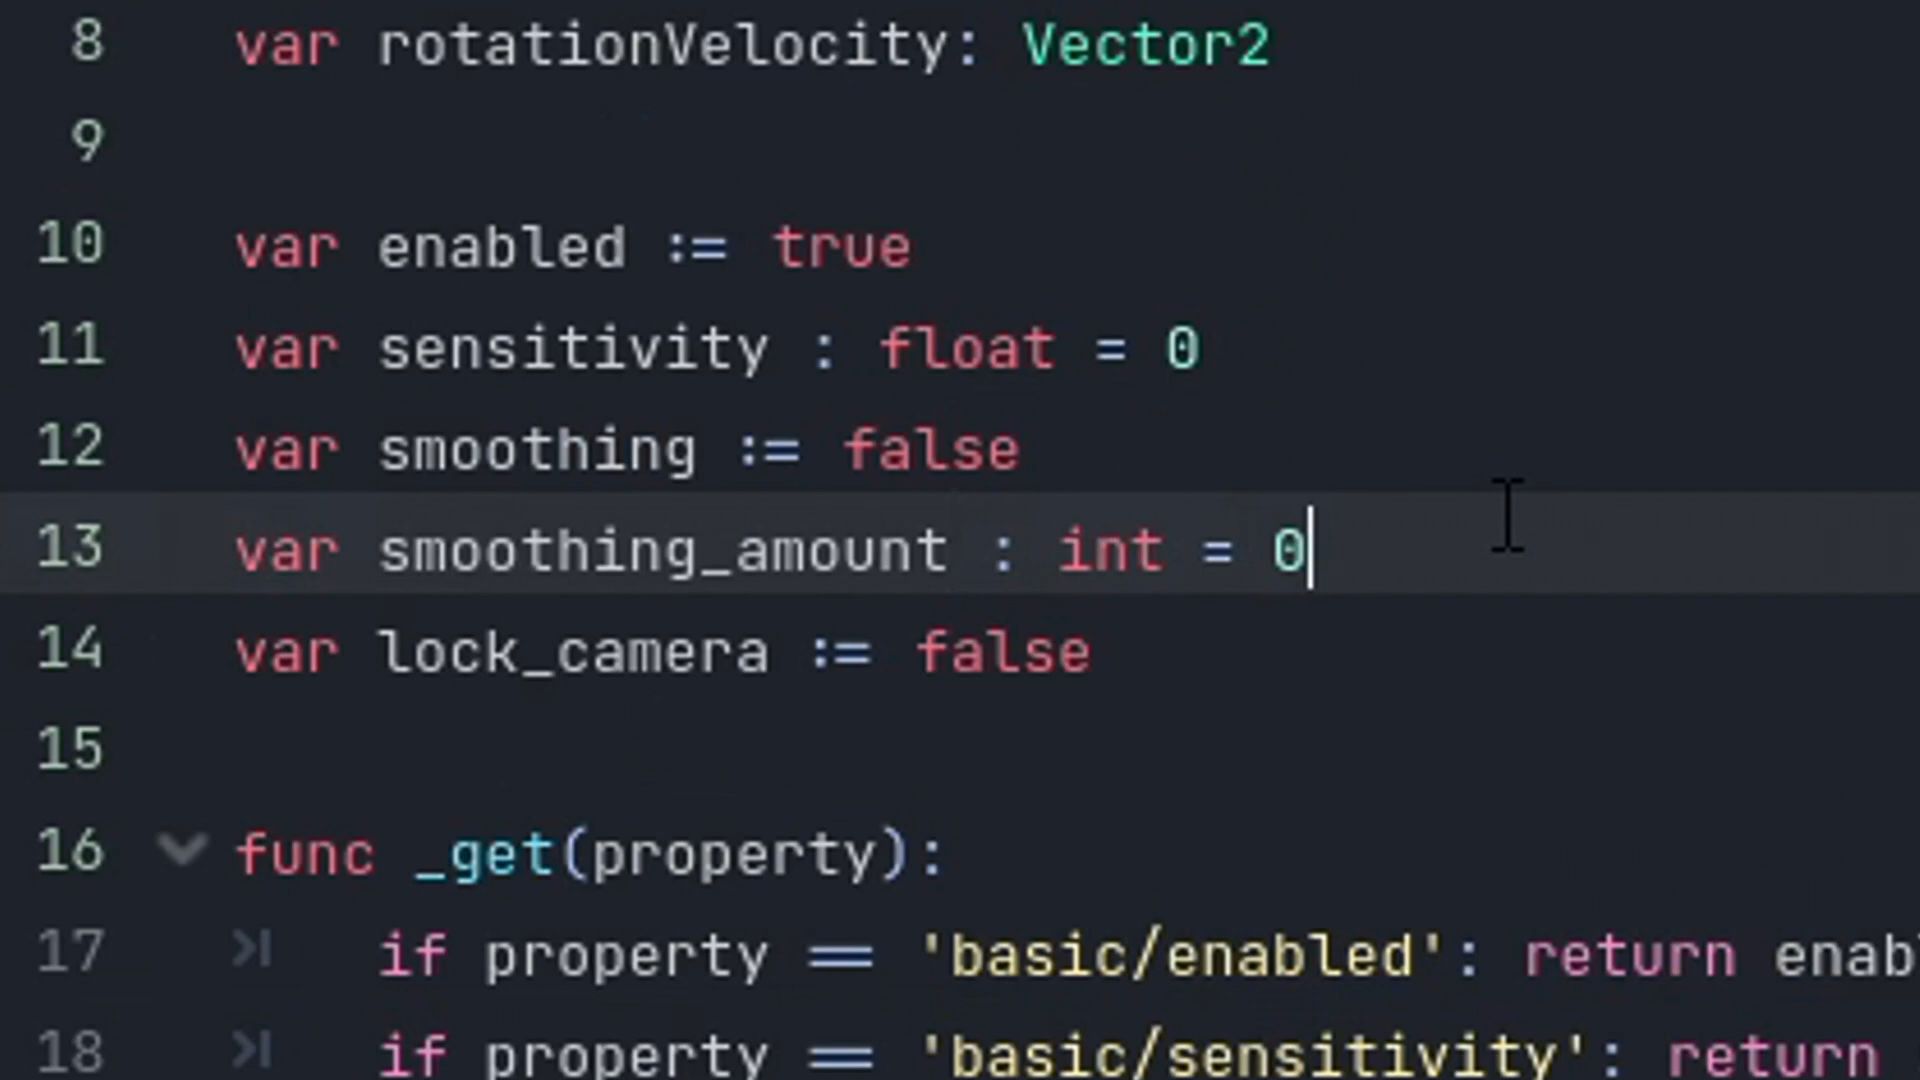 8 var rotationVelocity: Vector2
9
10 var enabled := true
11 var sensitivity : float = 0
12 var smoothing := false
13 var smoothing_amount : int = 0
14 var lock_camera := false
15
16 func _get(property):
17 if property == 'basic/enabled': return enab
18 if property == 'basic/sensitivity': return